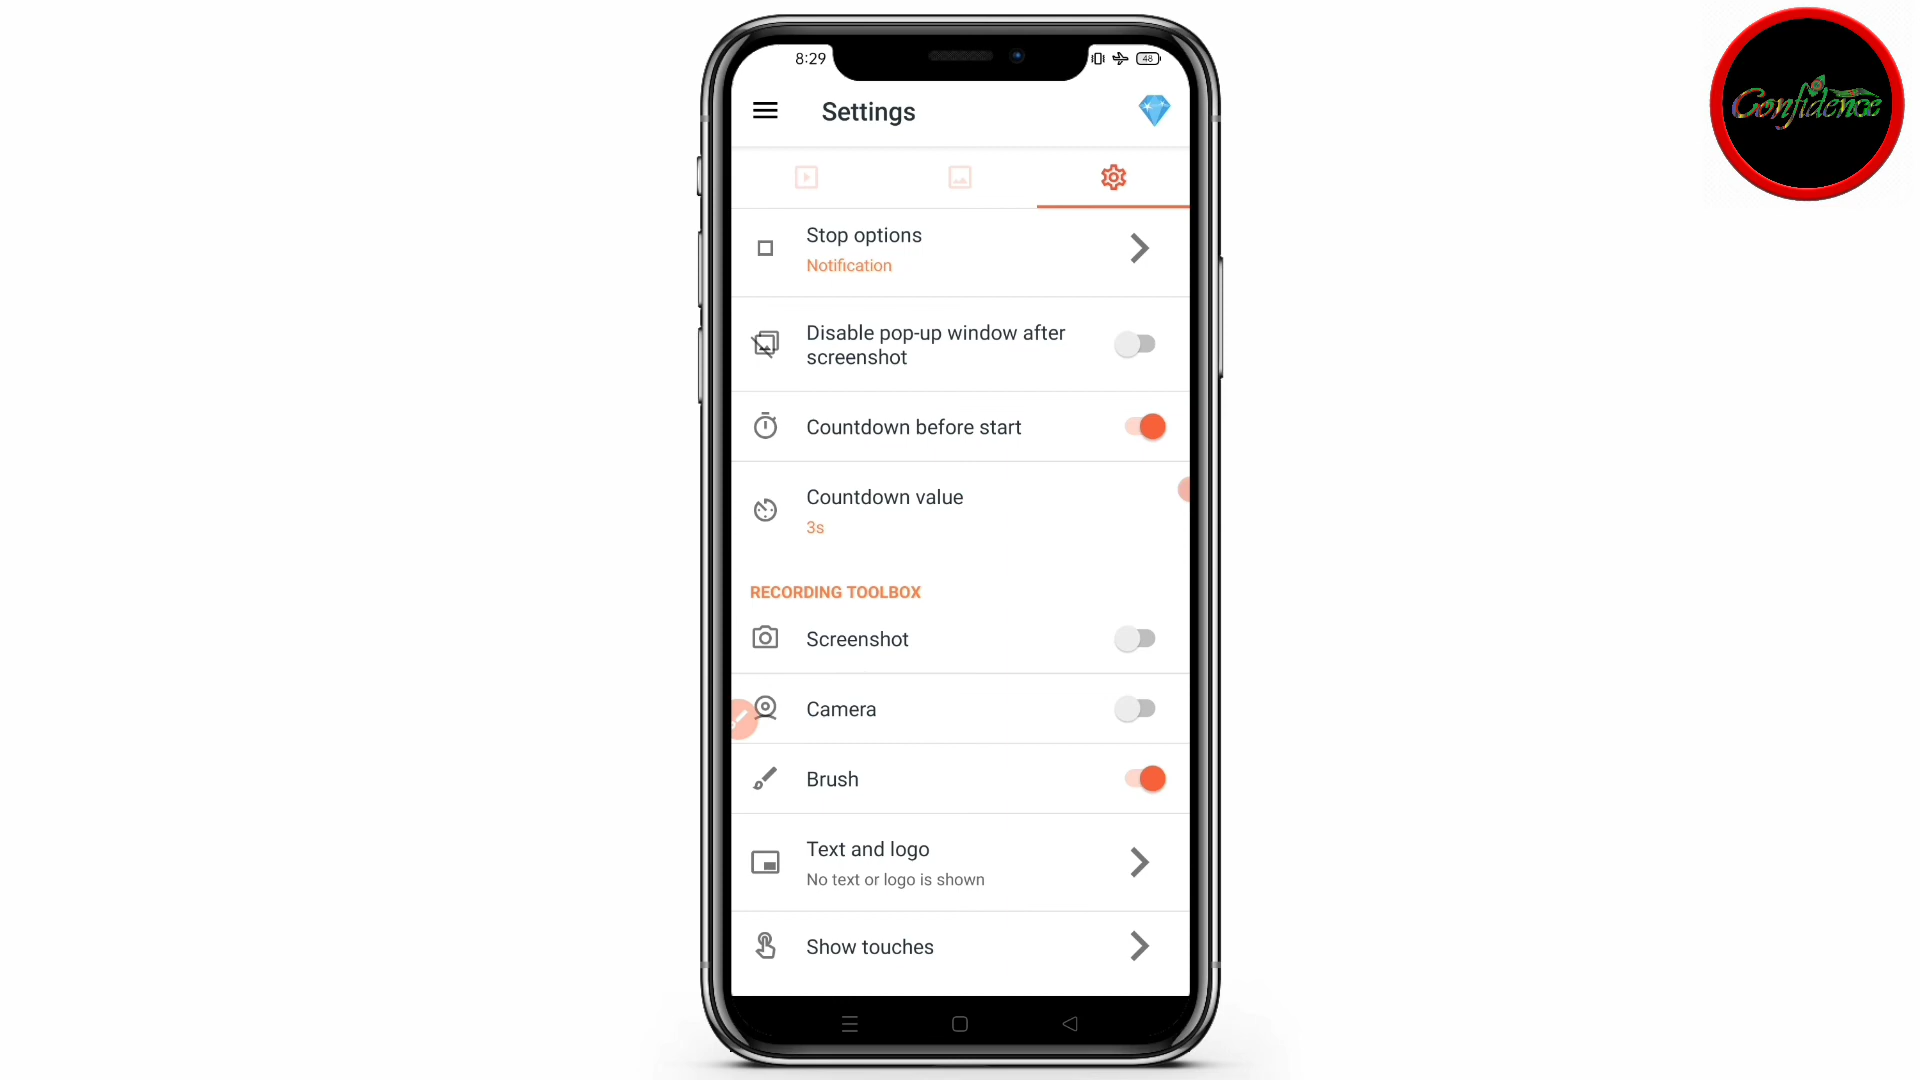 8:29
48
Confidence
Settings
Stop options
Notification
Disable pop-up window after
screenshot
Countdown before start
Countdown value
3s
RECORDING TOOLBOX
Screenshot
Camera
Brush
Text and logo
No text or logo is shown
Show touches